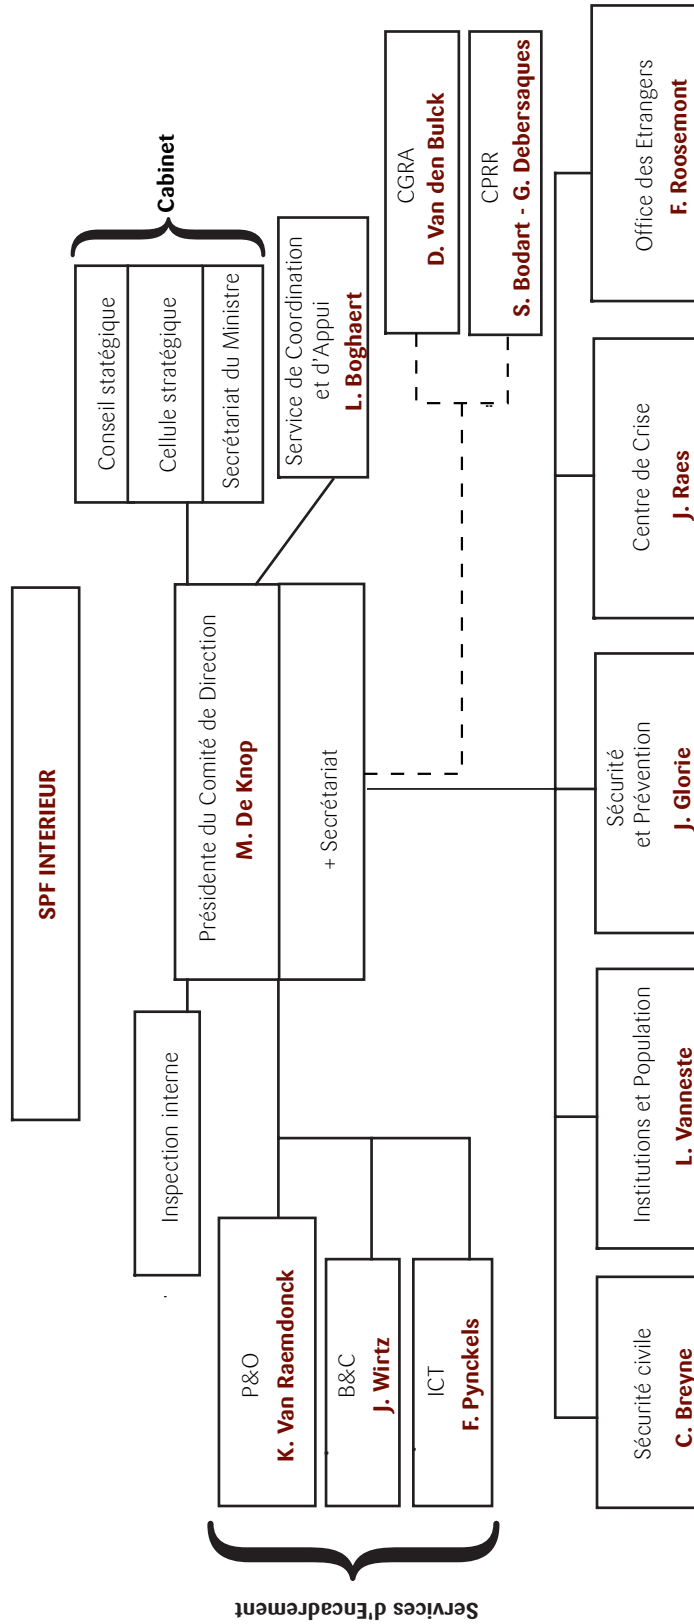 SPF INTERIEUR
Conseil statégique
Cellule stratégique
Secrétariat du Ministre
Cabinet
Inspection interne
Présidente du Comité de Direction
M. De Knop
+ Secrétariat
Service de Coordination
et d'Appui
L. Boghaert
Services d'Encadrement
P&O
K. Van Raemdonck
B&C
J. Wirtz
ICT
F. Pynckels
CGRA
D. Van den Bulck
CPRR
S. Bodart - G. Debersaques
Sécurité civile
C. Breyne
Institutions et Population
L. Vanneste
Sécurité
et Prévention
J. Glorie
Centre de Crise
J. Raes
Office des Etrangers
F. Roosemont